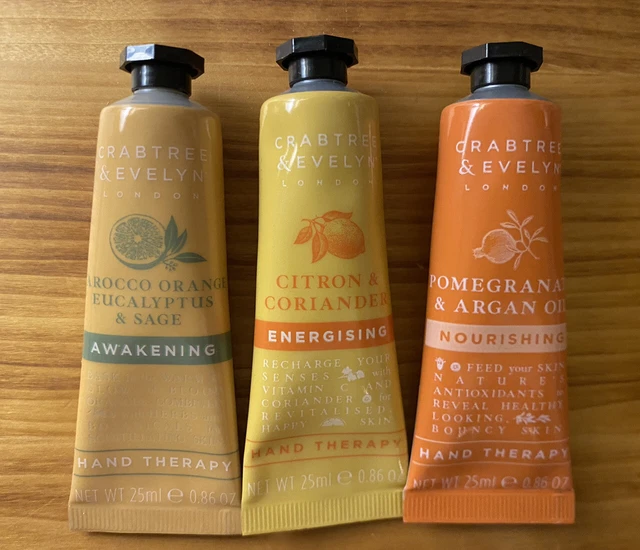 CRABTREE
& EVELYN
LONDON
AROCCO ORANGE
EUCALYPTUS
& SAGE
AWAKENING
HAND THERAPY
NET WT 25ml ℮ 0.86 OZ
CRABTREE
& EVELYN
LONDON
CITRON &
CORIANDER
ENERGISING
RECHARGE YOUR
SENSES with
VITAMIN C AND
CORIANDER for
REVITALISED,
HAPPY SKIN
HAND THERAPY
NET WT 25ml ℮ 0.86 O
CRABTREE
& EVELYN
LONDON
POMEGRANA
& ARGAN OI
NOURISHING
FEED your SKIN
NATURE'S
ANTIOXIDANTS to
REVEAL HEALTHY
LOOKING,
BOUNCY SKIN
HAND THERAPY
NET WT 25ml ℮ 0.86 OZ